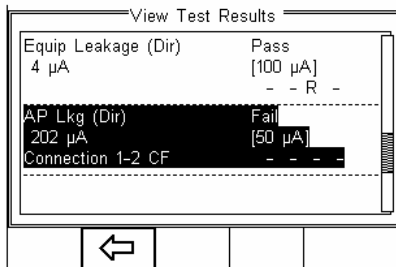 View Test Results
Equip Leakage (Dir) Pass
4 µA [100 µA]
- - R -
AP Lkg (Dir) Fail
202 µA [50 µA]
Connection 1-2 CF - - - -